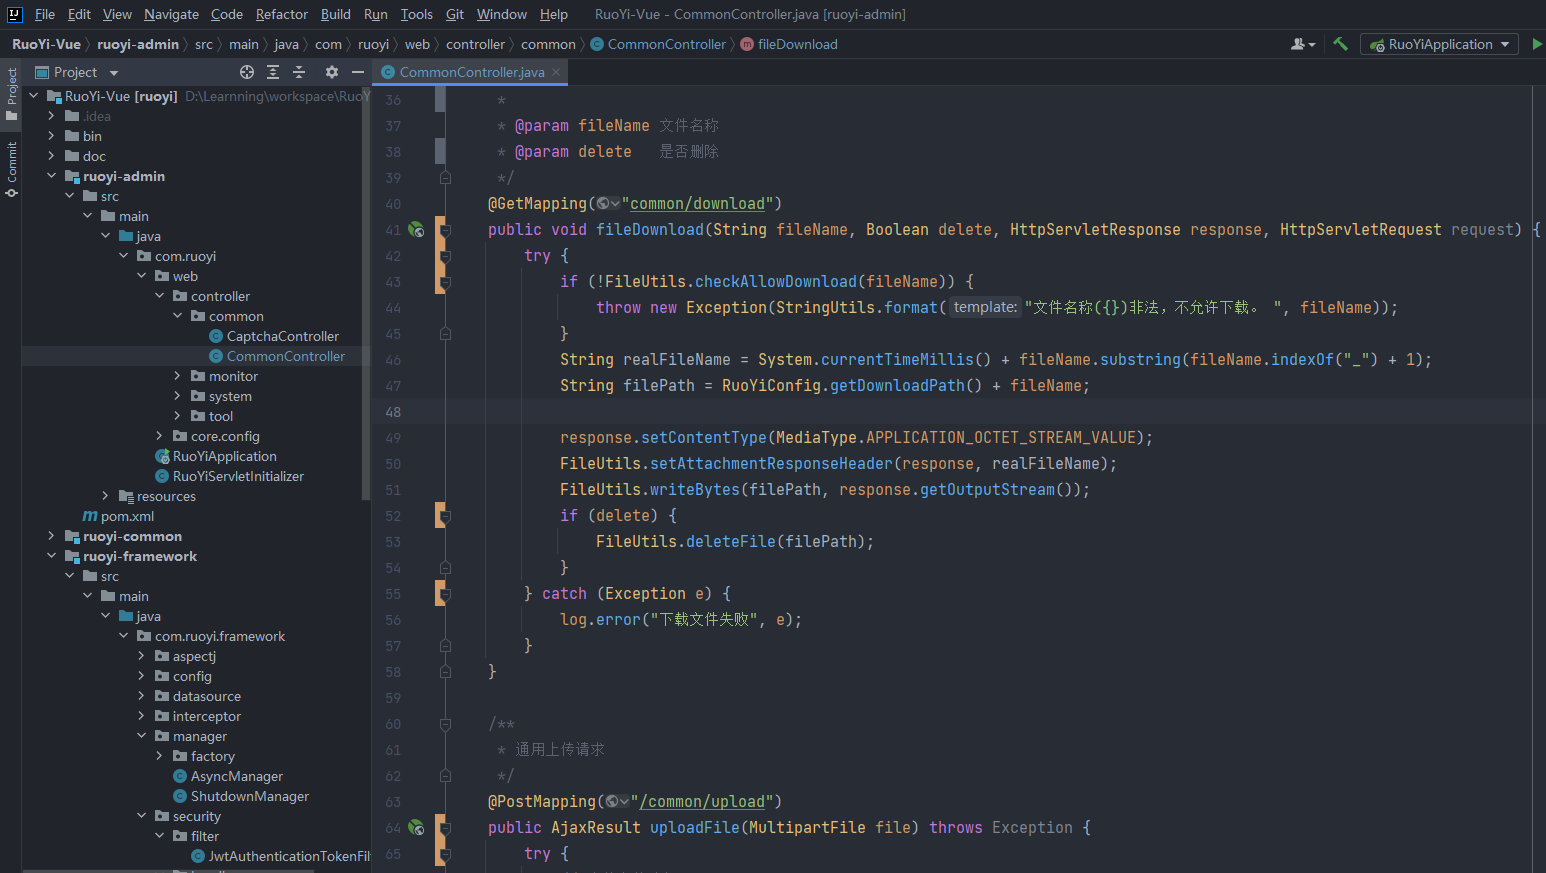 File Edit View Navigate Code Refactor Build Run Tools Git Window Help RuoYi-Vue - CommonController.java [ruoyi-admin]
RuoYi-Vue ruoyi-admin src main java com ruoyi web controller common CommonController fileDownload RuoYiApplication
Project
Commit
Project
RuoYi-Vue [ruoyi] D:\Learnning\workspace\RuoY
.idea
bin
doc
ruoyi-admin
src
main
java
com.ruoyi
web
controller
common
CaptchaController
CommonController
monitor
system
tool
core.config
RuoYiApplication
RuoYiServletInitializer
resources
pom.xml
ruoyi-common
ruoyi-framework
src
main
java
com.ruoyi.framework
aspectj
config
datasource
interceptor
manager
factory
AsyncManager
ShutdownManager
security
filter
JwtAuthenticationTokenFil
CommonController.java
36 *
37 * @param fileName 文件名称
38 * @param delete 是否删除
39 */
40 @GetMapping("common/download")
41 public void fileDownload(String fileName, Boolean delete, HttpServletResponse response, HttpServletRequest request) {
42 try {
43 if (!FileUtils.checkAllowDownload(fileName)) {
44 throw new Exception(StringUtils.format( template: "文件名称({})非法，不允许下载。 ", fileName));
45 }
46 String realFileName = System.currentTimeMillis() + fileName.substring(fileName.indexOf("_") + 1);
47 String filePath = RuoYiConfig.getDownloadPath() + fileName;
48
49 response.setContentType(MediaType.APPLICATION_OCTET_STREAM_VALUE);
50 FileUtils.setAttachmentResponseHeader(response, realFileName);
51 FileUtils.writeBytes(filePath, response.getOutputStream());
52 if (delete) {
53 FileUtils.deleteFile(filePath);
54 }
55 } catch (Exception e) {
56 log.error("下载文件失败", e);
57 }
58 }
59
60 /**
61 * 通用上传请求
62 */
63 @PostMapping("/common/upload")
64 public AjaxResult uploadFile(MultipartFile file) throws Exception {
65 try {